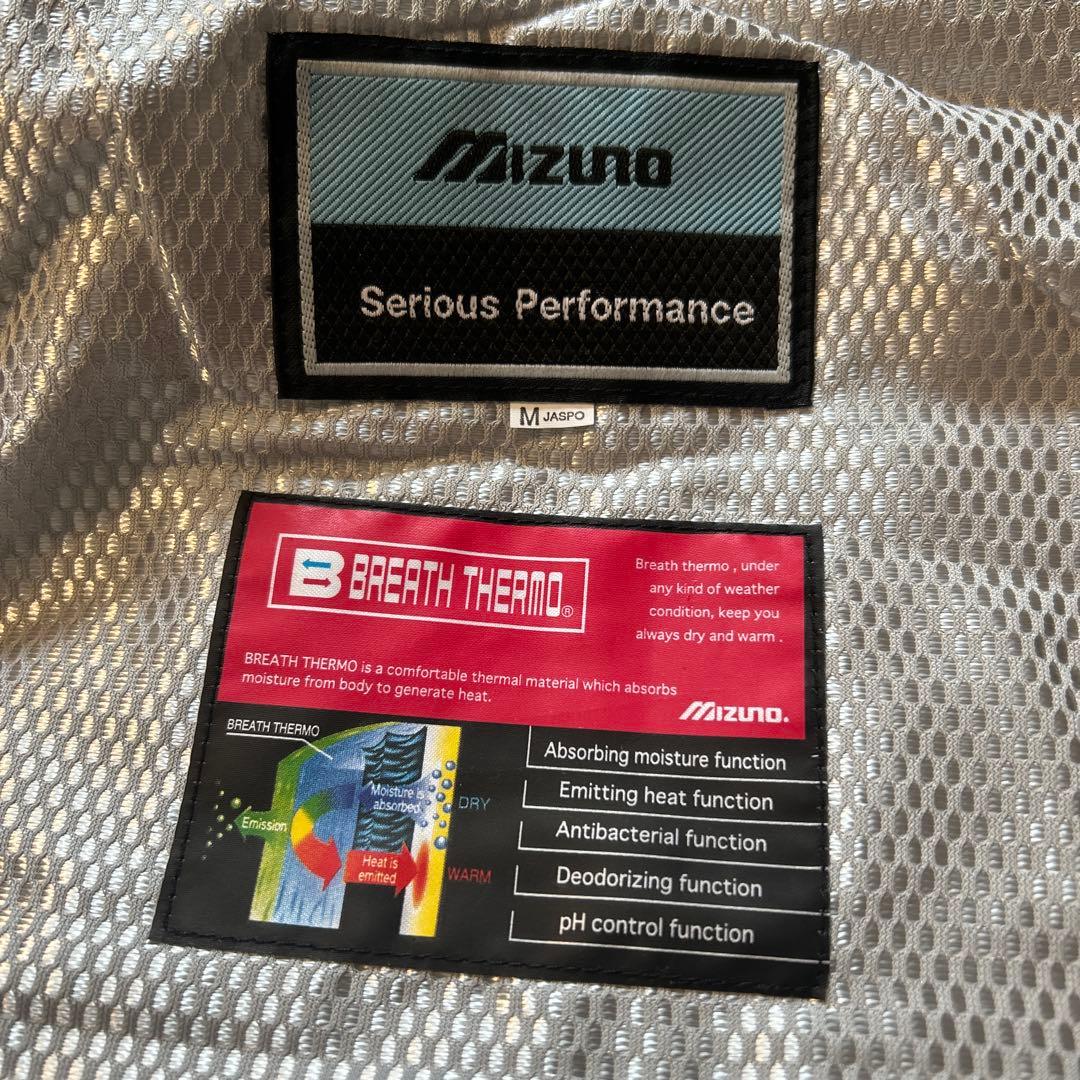 MIZUNO
Serious Performance
M JASPO
B BREATH THERMO®
Breath thermo , under
any kind of weather
condition, keep you
always dry and warm .
BREATH THERMO is a comfortable thermal material which absorbs
moisture from body to generate heat.
MIZUNO.
BREATH THERMO
Moisture is
absorbed
DRY
Emission
Heat is
emitted
WARM
Absorbing moisture function
Emitting heat function
Antibacterial function
Deodorizing function
pH control function